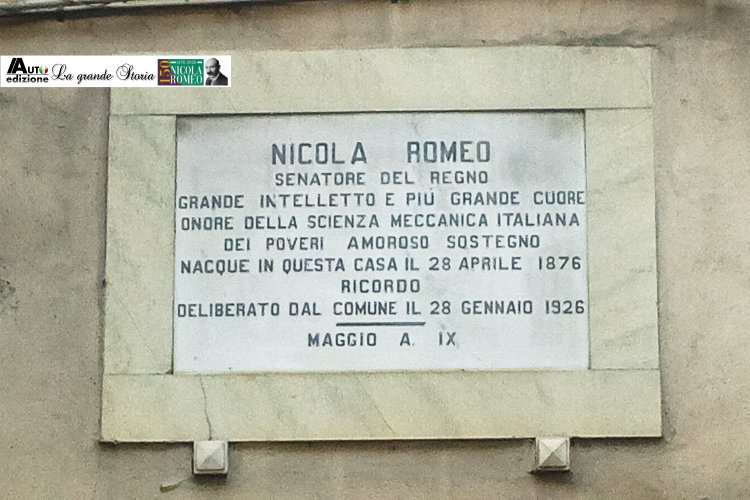 AUTO La grande Storia
edizione
150
NICOLA
ROMEO
NICOLA ROMEO
SENATORE DEL REGNO
GRANDE INTELLETTO E PIÙ GRANDE CUORE
ONORE DELLA SCIENZA MECCANICA ITALIANA
DEI POVERI AMOROSO SOSTEGNO
NACQUE IN QUESTA CASA IL 28 APRILE 1876
RICORDO
DELIBERATO DAL COMUNE IL 28 GENNAIO 1926
MAGGIO A. IX